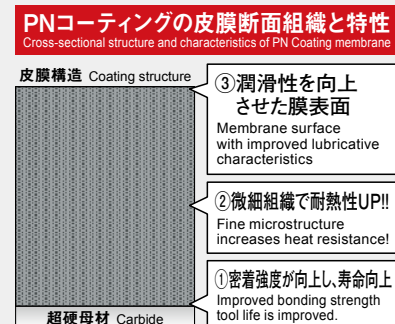 PNコーティングの皮膜断面組織と特性
Cross-sectional structure and characteristics of PN Coating membrane
皮膜構造 Coating structure
③潤滑性を向上
させた膜表面
Membrane surface
with improved lubricative
characteristics
②微細組織で耐熱性UP!!
Fine microstructure
increases heat resistance!
①密着強度が向上し、寿命向上
Improved bonding strength
tool life is improved.
超硬母材 Carbide